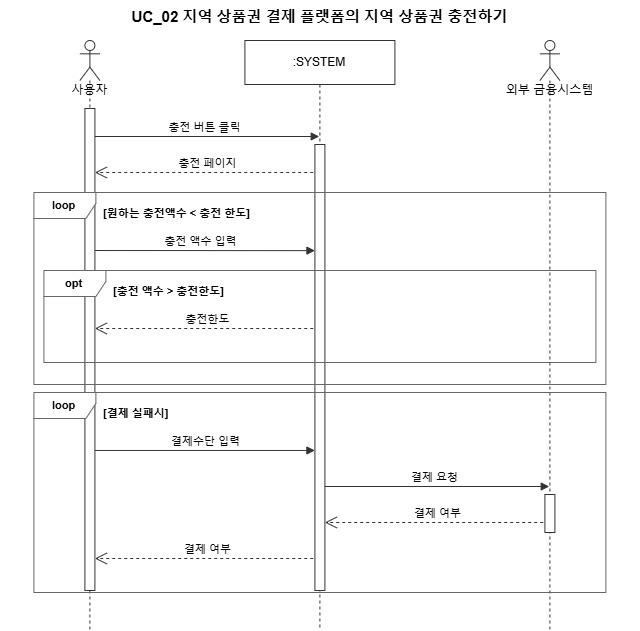 UC_02 지역 상품권 결제 플랫폼의 지역 상품권 충전하기
:SYSTEM
사용자
외부 금융시스템
충전 버튼 클릭
충전 페이지
loop
[원하는 충전액수 < 충전 한도]
충전 액수 입력
opt
[충전 액수 > 충전한도]
충전한도
loop
[결제 실패시]
결제수단 입력
결제 요청
결제 여부
결제 여부